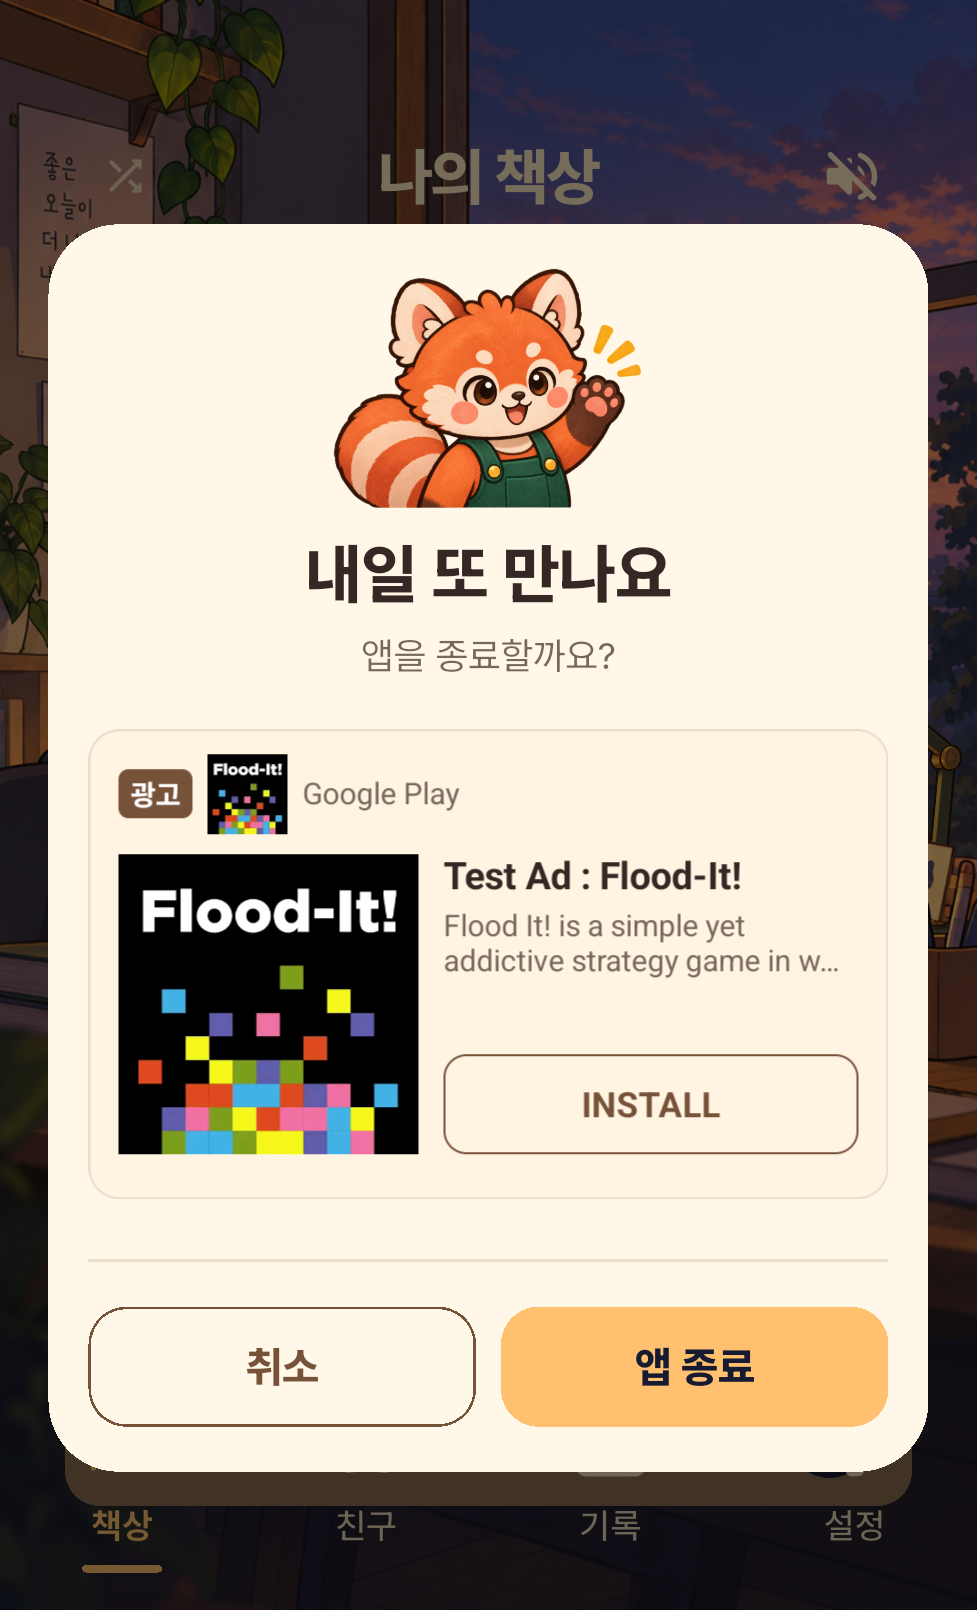 좋은
오늘이
나의 책상
내일 또 만나요
앱을 종료할까요?
광고
Flood-It!
Google Play
Flood-It!
Test Ad : Flood-It!
Flood It! is a simple yet
addictive strategy game in w...
INSTALL
취소
앱 종료
책상
친구
기록
설정